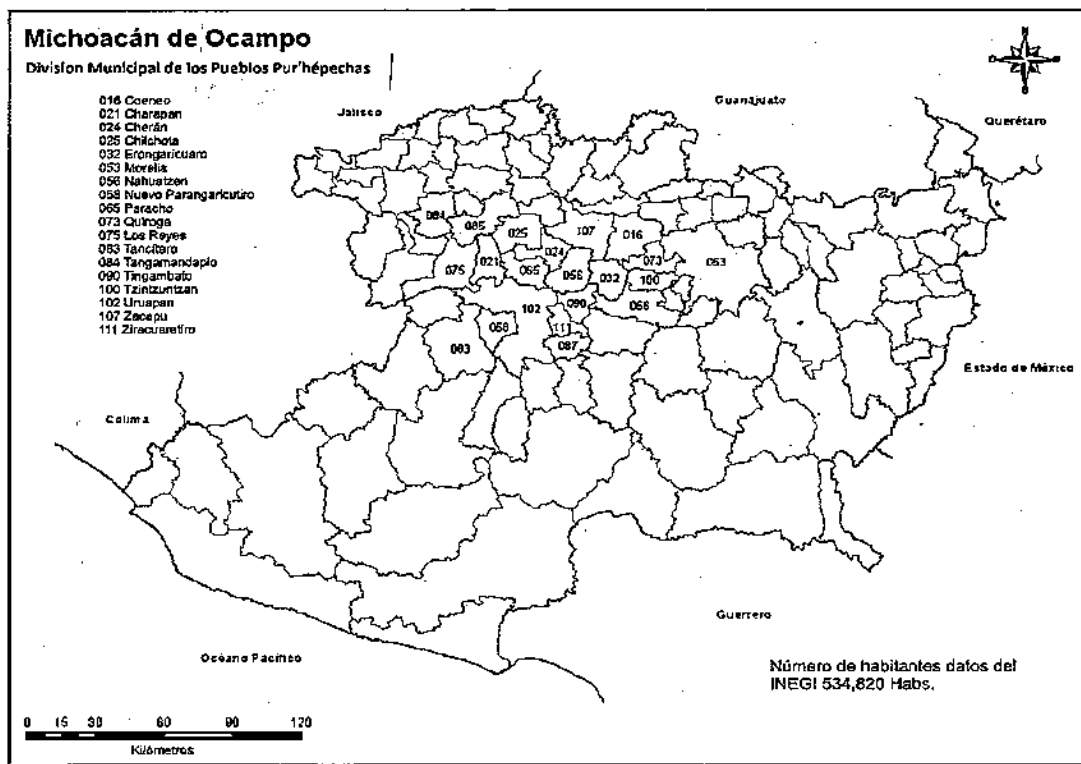 Michoacán de Ocampo
Division Municipal de los Pueblos Pur'hépechas
016 Coeneo
021 Charapan
024 Cherán
025 Chilchota
032 Erongaricuaro
053 Morelia
056 Nahuatzen
058 Nuevo Parangaricutiro
065 Paracho
073 Quiroga
075 Los Reyes
083 Tancitaro
084 Tangamandapio
090 Tingambato
100 Tzintzuntzan
102 Uruapan
107 Zacapu
111 Ziracuaretiro
Jalisco
Guanajuato
Querétaro
N
084
085
025
107
016
024
073
053
075
021
065
056
032
100
090
066
102
058
111
083
087
Estado de México
Colima
Guerrero
Océano Pacífico
Número de habitantes datos del
INEGI 534,820 Habs.
0 15 30 60 90 120
Kilómetros